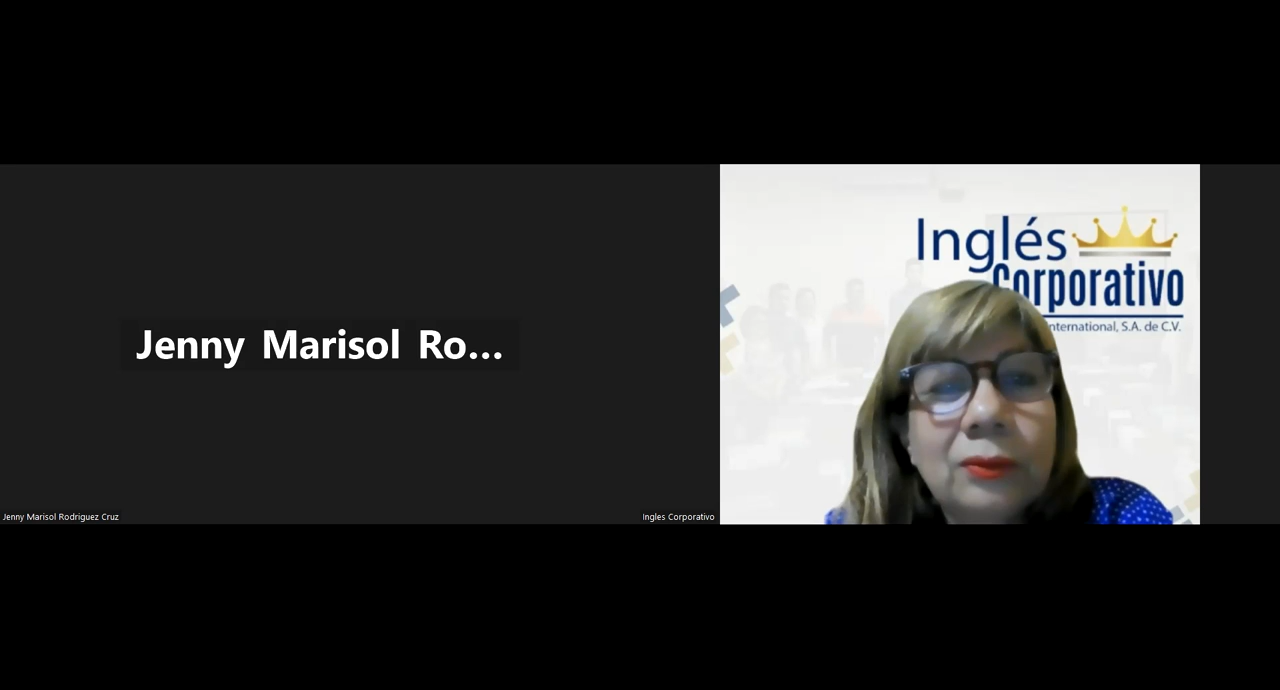 Jenny Marisol Ro...
Jenny Marisol Rodriguez Cruz
Ingles Corporativo
Inglés
Corporativo
International, S.A. de C.V.